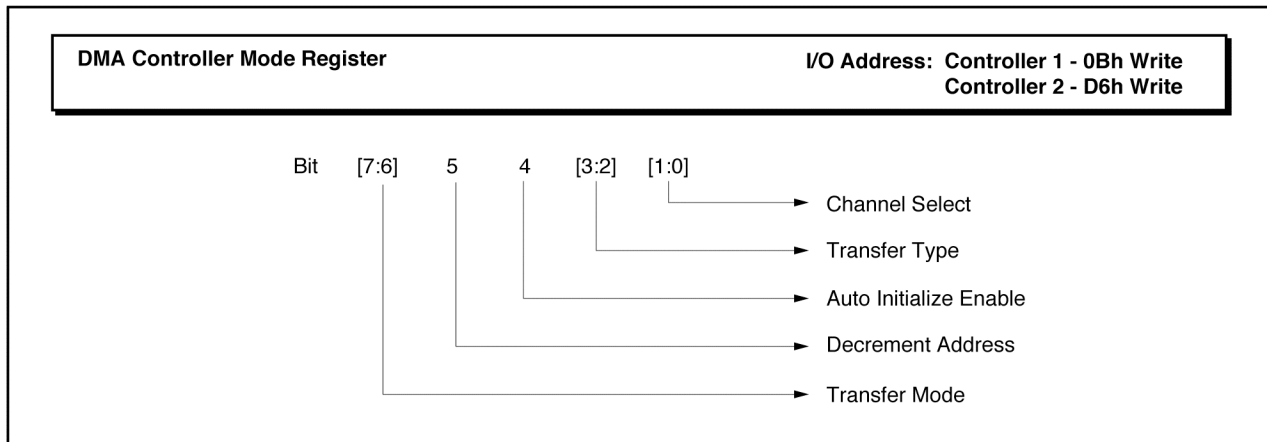 DMA Controller Mode Register
I/O Address: Controller 1 - 0Bh Write
Controller 2 - D6h Write
Bit [7:6] 5 4 [3:2] [1:0]
Channel Select
Transfer Type
Auto Initialize Enable
Decrement Address
Transfer Mode